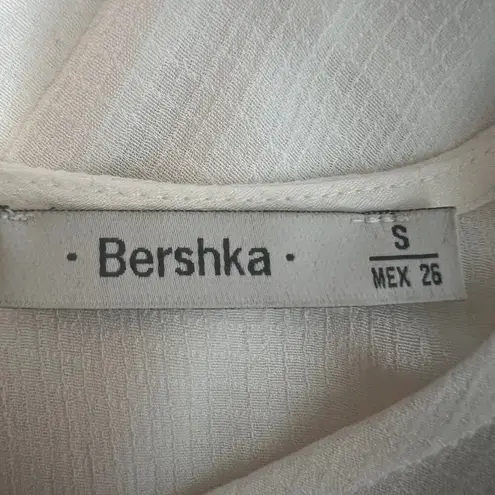 · Bershka ·
S
MEX 26